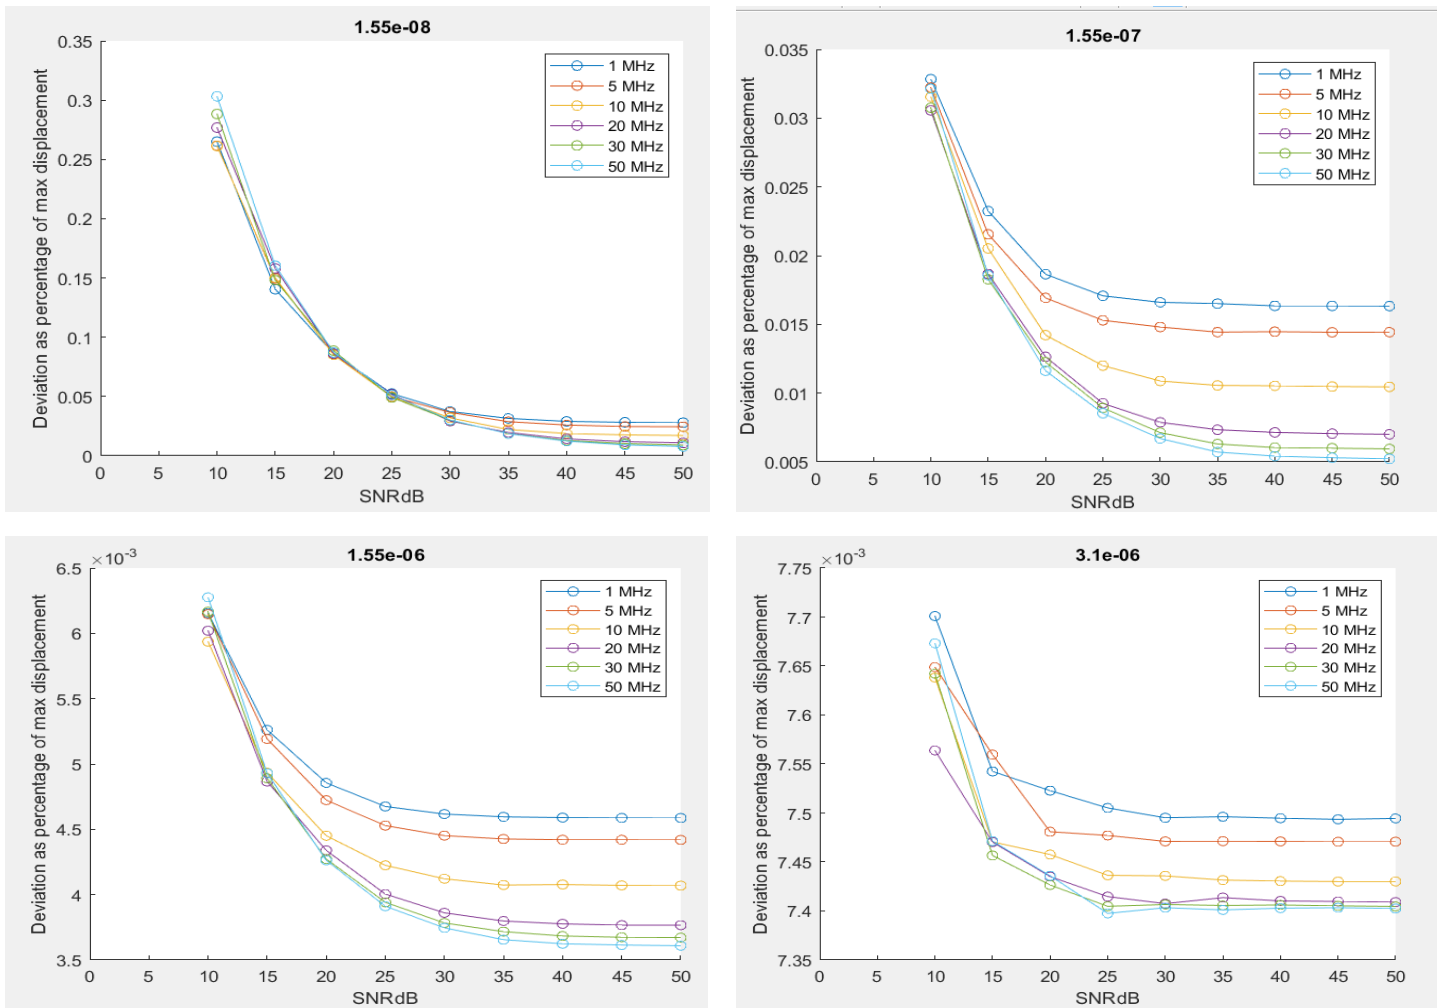 1.55e-08
Deviation as percentage of max displacement
0.35
0.3
0.25
0.2
0.15
0.1
0.05
0
0 5 10 15 20 25 30 35 40 45 50
SNRdB
1 MHz
5 MHz
10 MHz
20 MHz
30 MHz
50 MHz
1.55e-07
Deviation as percentage of max displacement
0.035
0.03
0.025
0.02
0.015
0.01
0.005
0 5 10 15 20 25 30 35 40 45 50
SNRdB
1 MHz
5 MHz
10 MHz
20 MHz
30 MHz
50 MHz
×10-3
1.55e-06
Deviation as percentage of max displacement
6.5
6
5.5
5
4.5
4
3.5
0 5 10 15 20 25 30 35 40 45 50
SNRdB
1 MHz
5 MHz
10 MHz
20 MHz
30 MHz
50 MHz
×10-3
3.1e-06
Deviation as percentage of max displacement
7.75
7.7
7.65
7.6
7.55
7.5
7.45
7.4
7.35
0 5 10 15 20 25 30 35 40 45 50
SNRdB
1 MHz
5 MHz
10 MHz
20 MHz
30 MHz
50 MHz